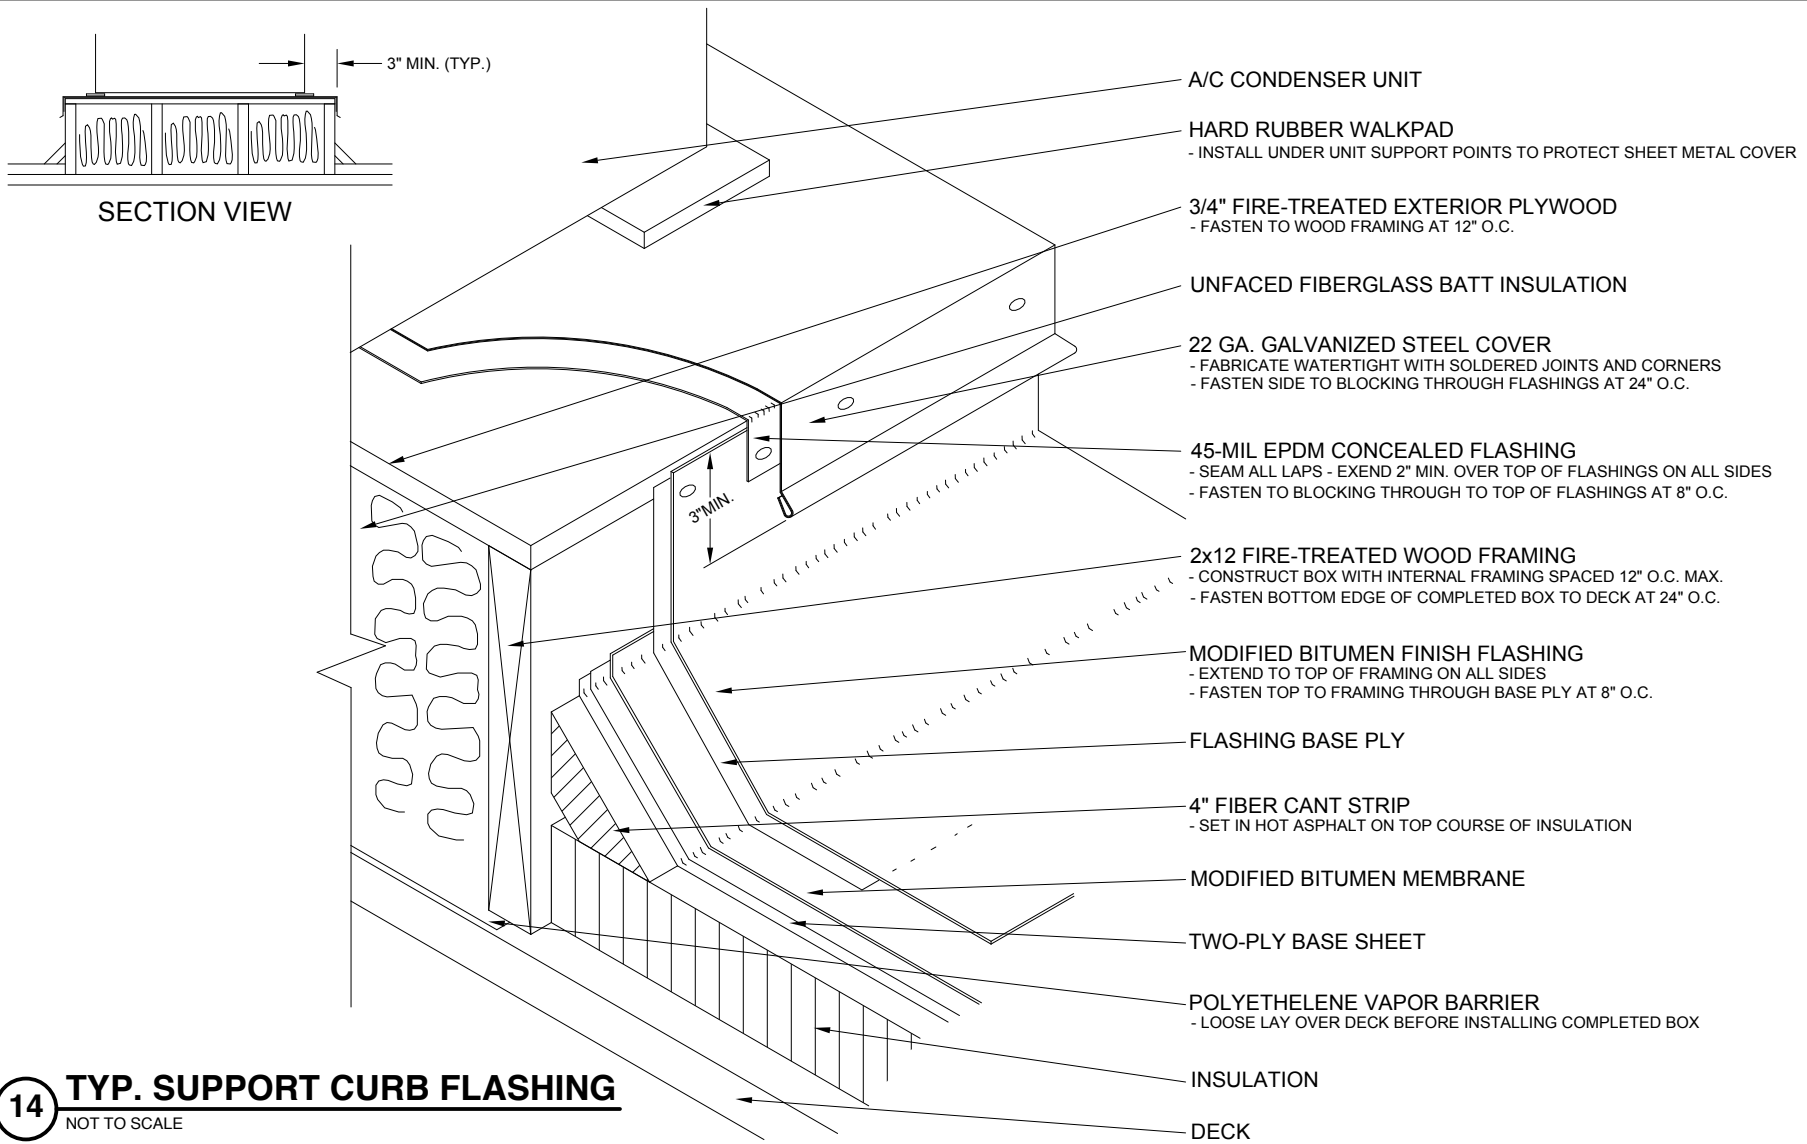 3" MIN. (TYP.)
SECTION VIEW
A/C CONDENSER UNIT
HARD RUBBER WALKPAD
- INSTALL UNDER UNIT SUPPORT POINTS TO PROTECT SHEET METAL COVER
3/4" FIRE-TREATED EXTERIOR PLYWOOD
- FASTEN TO WOOD FRAMING AT 12" O.C.
UNFACED FIBERGLASS BATT INSULATION
22 GA. GALVANIZED STEEL COVER
- FABRICATE WATERTIGHT WITH SOLDERED JOINTS AND CORNERS
- FASTEN SIDE TO BLOCKING THROUGH FLASHINGS AT 24" O.C.
45-MIL EPDM CONCEALED FLASHING
- SEAM ALL LAPS - EXEND 2" MIN. OVER TOP OF FLASHINGS ON ALL SIDES
- FASTEN TO BLOCKING THROUGH TO TOP OF FLASHINGS AT 8" O.C.
3"MIN.
2x12 FIRE-TREATED WOOD FRAMING
- CONSTRUCT BOX WITH INTERNAL FRAMING SPACED 12" O.C. MAX.
- FASTEN BOTTOM EDGE OF COMPLETED BOX TO DECK AT 24" O.C.
MODIFIED BITUMEN FINISH FLASHING
- EXTEND TO TOP OF FRAMING ON ALL SIDES
- FASTEN TOP TO FRAMING THROUGH BASE PLY AT 8" O.C.
FLASHING BASE PLY
4" FIBER CANT STRIP
- SET IN HOT ASPHALT ON TOP COURSE OF INSULATION
MODIFIED BITUMEN MEMBRANE
TWO-PLY BASE SHEET
POLYETHELENE VAPOR BARRIER
- LOOSE LAY OVER DECK BEFORE INSTALLING COMPLETED BOX
INSULATION
DECK
14
TYP. SUPPORT CURB FLASHING
NOT TO SCALE